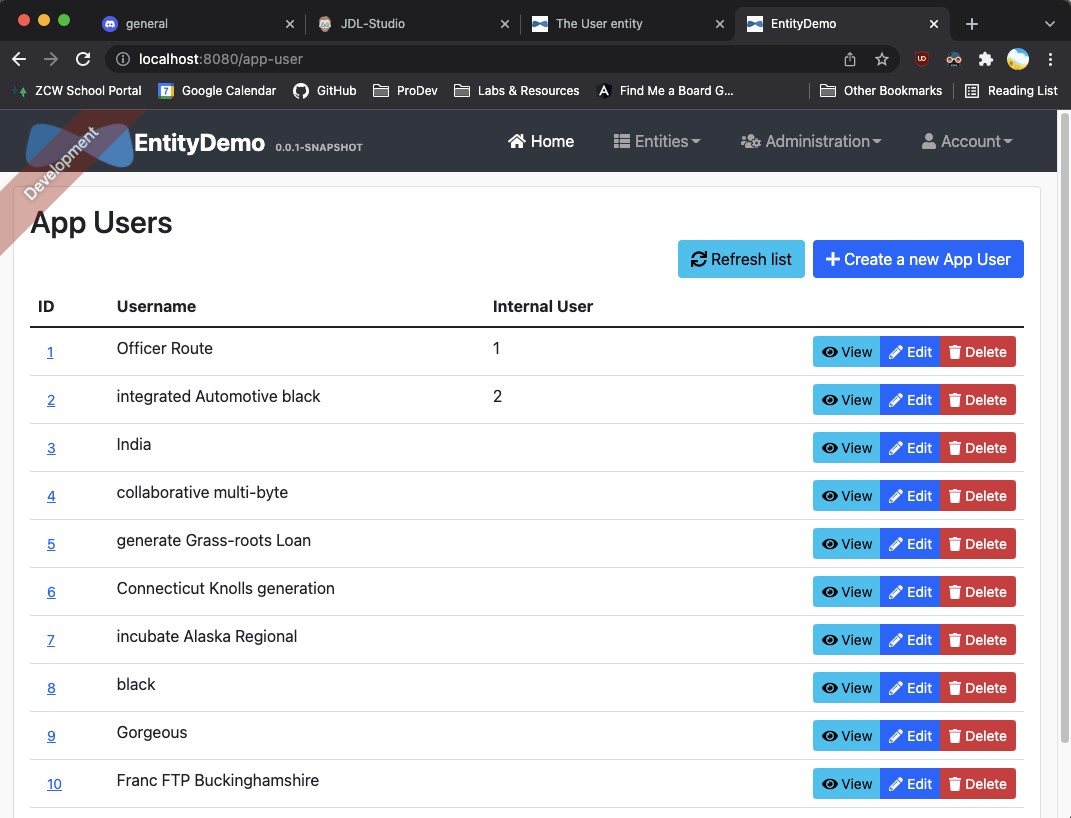 general
JDL-Studio
The User entity
EntityDemo
localhost:8080/app-user
ZCW School Portal
7
Google Calendar
GitHub
ProDev
Labs & Resources
Find Me a Board G...
Other Bookmarks
Reading List
Development
EntityDemo 0.0.1-SNAPSHOT
Home
Entities
Administration
Account
App Users
Refresh list
Create a new App User
ID Username Internal User
1 Officer Route 1 View Edit Delete
2 integrated Automotive black 2 View Edit Delete
3 India View Edit Delete
4 collaborative multi-byte View Edit Delete
5 generate Grass-roots Loan View Edit Delete
6 Connecticut Knolls generation View Edit Delete
7 incubate Alaska Regional View Edit Delete
8 black View Edit Delete
9 Gorgeous View Edit Delete
10 Franc FTP Buckinghamshire View Edit Delete